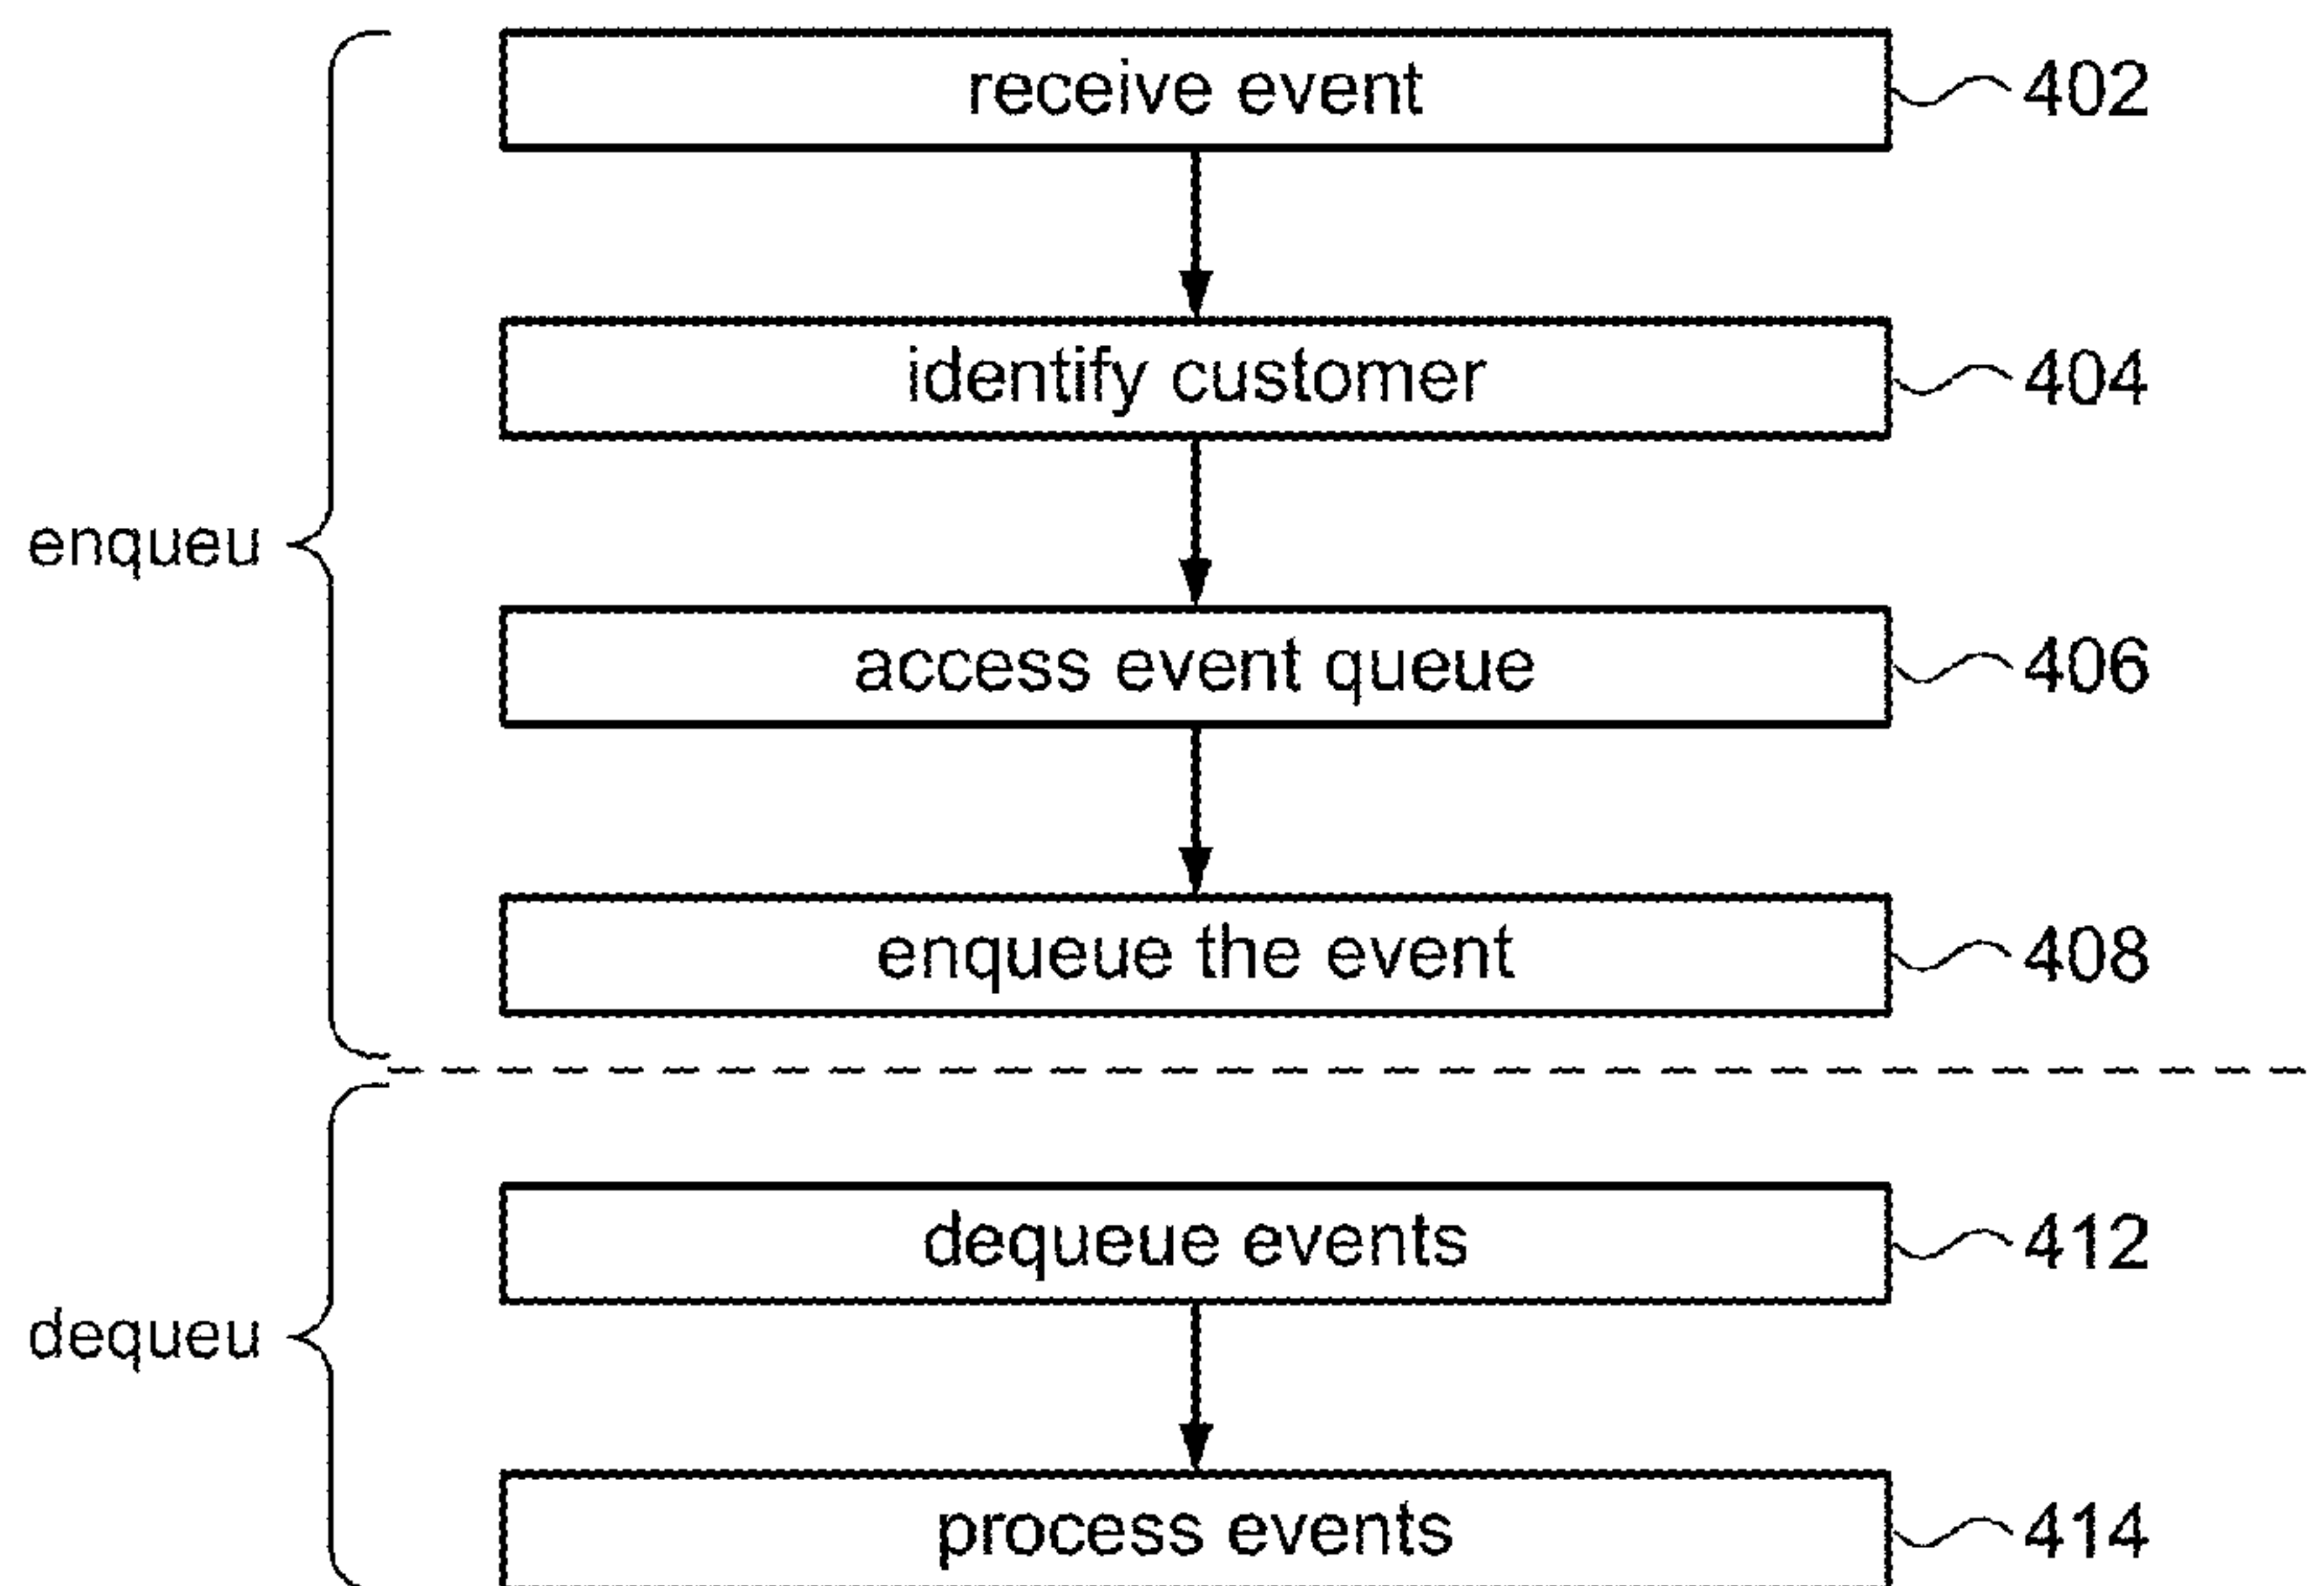 receive event 402
identify customer 404
enqueu
access event queue 406
enqueue the event 408
dequeue events 412
dequeu
process events 414